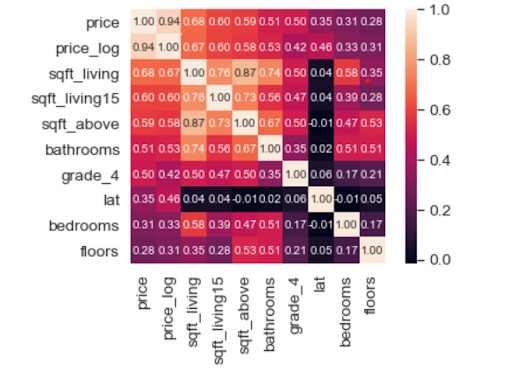 price 1.00 0.94 0.68 0.60 0.59 0.51 0.50 0.35 0.31 0.28
price_log 0.94 1.00 0.67 0.60 0.58 0.53 0.42 0.46 0.33 0.31
sqft_living 0.68 0.67 1.00 0.76 0.87 0.74 0.50 0.04 0.58 0.35
sqft_living15 0.60 0.60 0.76 1.00 0.73 0.56 0.47 0.04 0.39 0.28
sqft_above 0.59 0.58 0.87 0.73 1.00 0.67 0.50 -0.01 0.47 0.53
bathrooms 0.51 0.53 0.74 0.56 0.67 1.00 0.35 0.02 0.51 0.51
grade_4 0.50 0.42 0.50 0.47 0.50 0.35 1.00 0.06 0.17 0.21
lat 0.35 0.46 0.04 0.04 -0.01 0.02 0.06 1.00 -0.01 0.05
bedrooms 0.31 0.33 0.58 0.39 0.47 0.51 0.17 -0.01 1.00 0.17
floors 0.28 0.31 0.35 0.28 0.53 0.51 0.21 0.05 0.17 1.00
price price_log sqft_living sqft_living15 sqft_above bathrooms grade_4 lat bedrooms floors
1.0
0.8
0.6
0.4
0.2
0.0